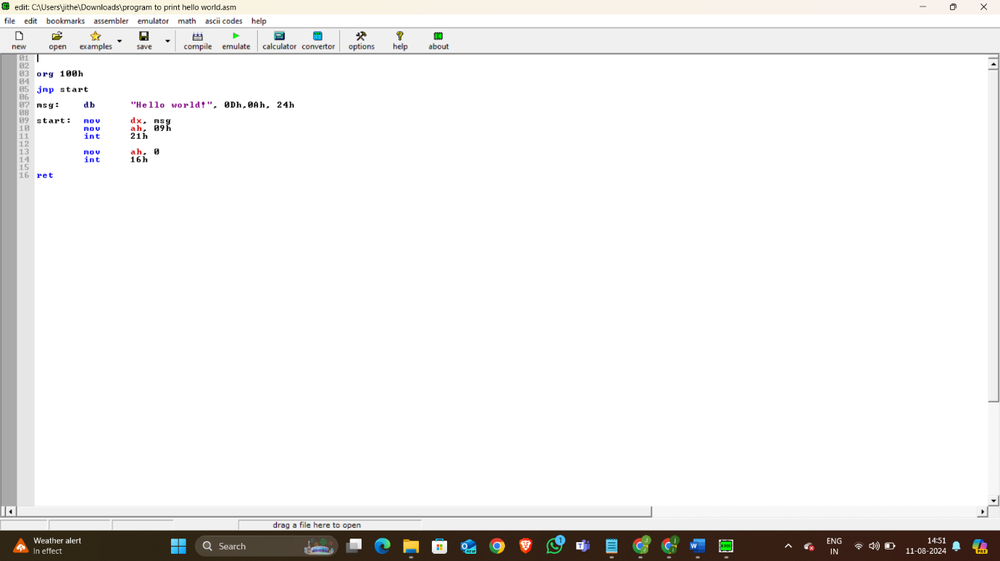 edit: C:\Users\jithe\Downloads\program to print hello world.asm
file edit bookmarks assembler emulator math ascii codes help
new open examples save compile emulate calculator convertor options help about
01
02
03 org 100h
04
05 jmp start
06
07 msg: db "Hello world!", 0Dh,0Ah, 24h
08
09 start: mov dx, msg
10 mov ah, 09h
11 int 21h
12
13 mov ah, 0
14 int 16h
15
16 ret
drag a file here to open
Weather alert
In effect
Search
NEW
1
J
J
ENG
IN
14:51
11-08-2024
PRE